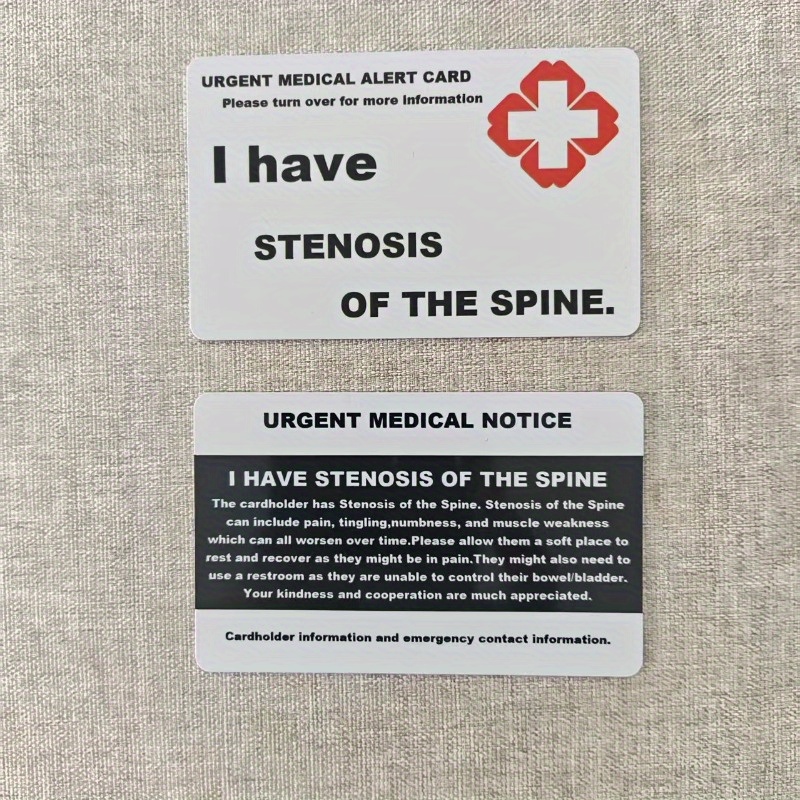 URGENT MEDICAL ALERT CARD
Please turn over for more information
I have
STENOSIS
OF THE SPINE.
URGENT MEDICAL NOTICE
I HAVE STENOSIS OF THE SPINE
The cardholder has Stenosis of the Spine. Stenosis of the Spine
can include pain, tingling,numbness, and muscle weakness
which can all worsen over time.Please allow them a soft place to
rest and recover as they might be in pain.They might also need to
use a restroom as they are unable to control their bowel/bladder.
Your kindness and cooperation are much appreciated.
Cardholder information and emergency contact information.